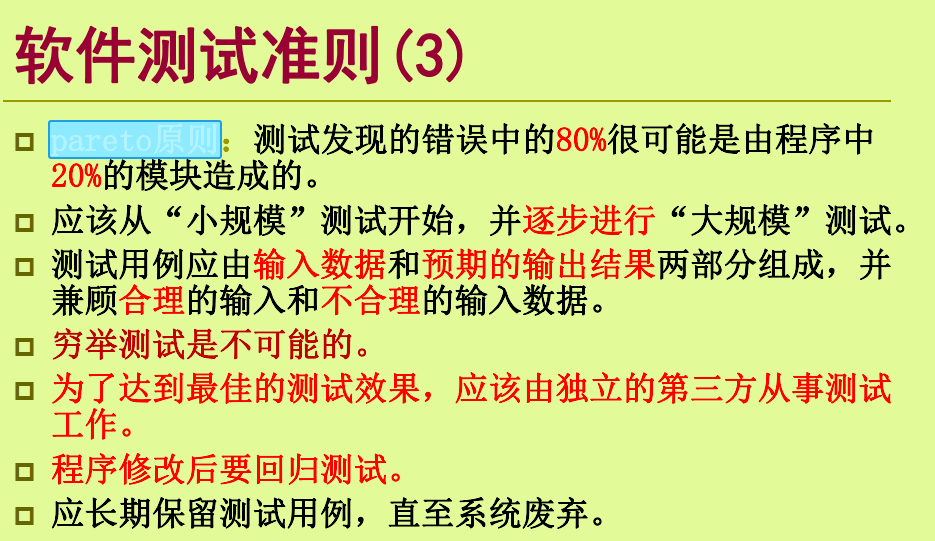 软件测试准则(3)
pareto原则：测试发现的错误中的80%很可能是由程序中
20%的模块造成的。
应该从“小规模”测试开始，并逐步进行“大规模”测试。
测试用例应由输入数据和预期的输出结果两部分组成，并
兼顾合理的输入和不合理的输入数据。
穷举测试是不可能的。
为了达到最佳的测试效果，应该由独立的第三方从事测试
工作。
程序修改后要回归测试。
应长期保留测试用例，直至系统废弃。